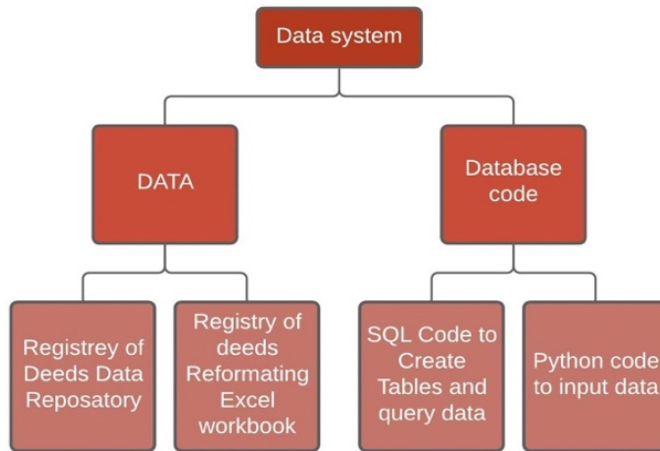 Data system
DATA
Database
code
Registrey of
Deeds Data
Reposatory
Registry of
deeds
Reformating
Excel
workbook
SQL Code to
Create
Tables and
query data
Python code
to input data